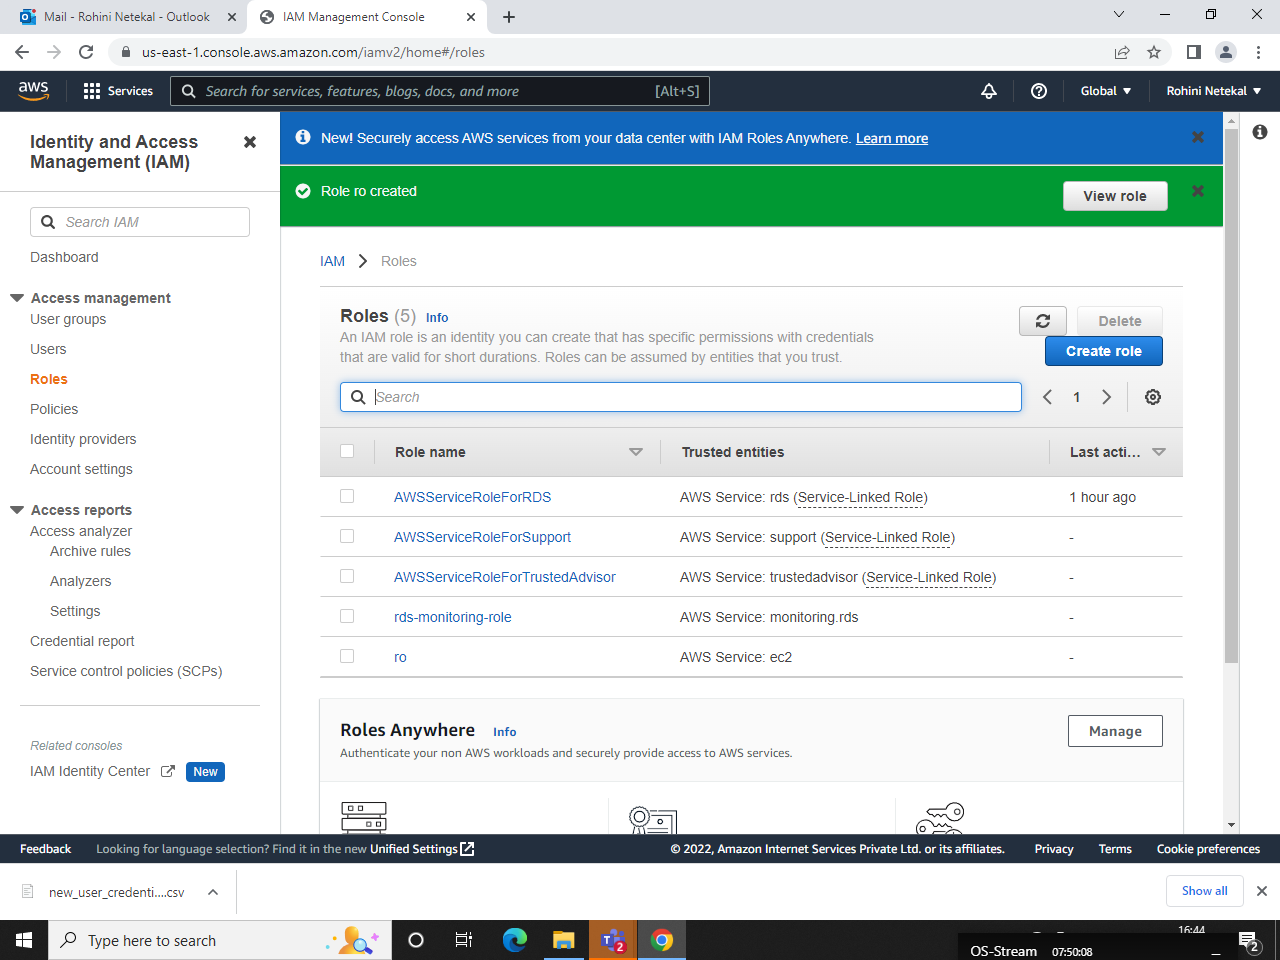 Mail - Rohini Netekal - Outlook
IAM Management Console
us-east-1.console.aws.amazon.com/iamv2/home#/roles
aws
Services
Search for services, features, blogs, docs, and more
[Alt+S]
Global
Rohini Netekal
Identity and Access
Management (IAM)
Search IAM
Dashboard
Access management
User groups
Users
Roles
Policies
Identity providers
Account settings
Access reports
Access analyzer
Archive rules
Analyzers
Settings
Credential report
Service control policies (SCPs)
Related consoles
IAM Identity Center
New
New! Securely access AWS services from your data center with IAM Roles Anywhere. Learn more
Role ro created
View role
IAM
Roles
Roles (5) Info
An IAM role is an identity you can create that has specific permissions with credentials
that are valid for short durations. Roles can be assumed by entities that you trust.
Delete
Create role
Search
1
Role name
Trusted entities
Last acti...
AWSServiceRoleForRDS
AWS Service: rds (Service-Linked Role)
1 hour ago
AWSServiceRoleForSupport
AWS Service: support (Service-Linked Role)
-
AWSServiceRoleForTrustedAdvisor
AWS Service: trustedadvisor (Service-Linked Role)
-
rds-monitoring-role
AWS Service: monitoring.rds
-
ro
AWS Service: ec2
-
Roles Anywhere Info
Authenticate your non AWS workloads and securely provide access to AWS services.
Manage
Feedback
Looking for language selection? Find it in the new Unified Settings
© 2022, Amazon Internet Services Private Ltd. or its affiliates.
Privacy
Terms
Cookie preferences
new_user_credenti....csv
Show all
Type here to search
2
16:44
OS-Stream
07:50:08
2